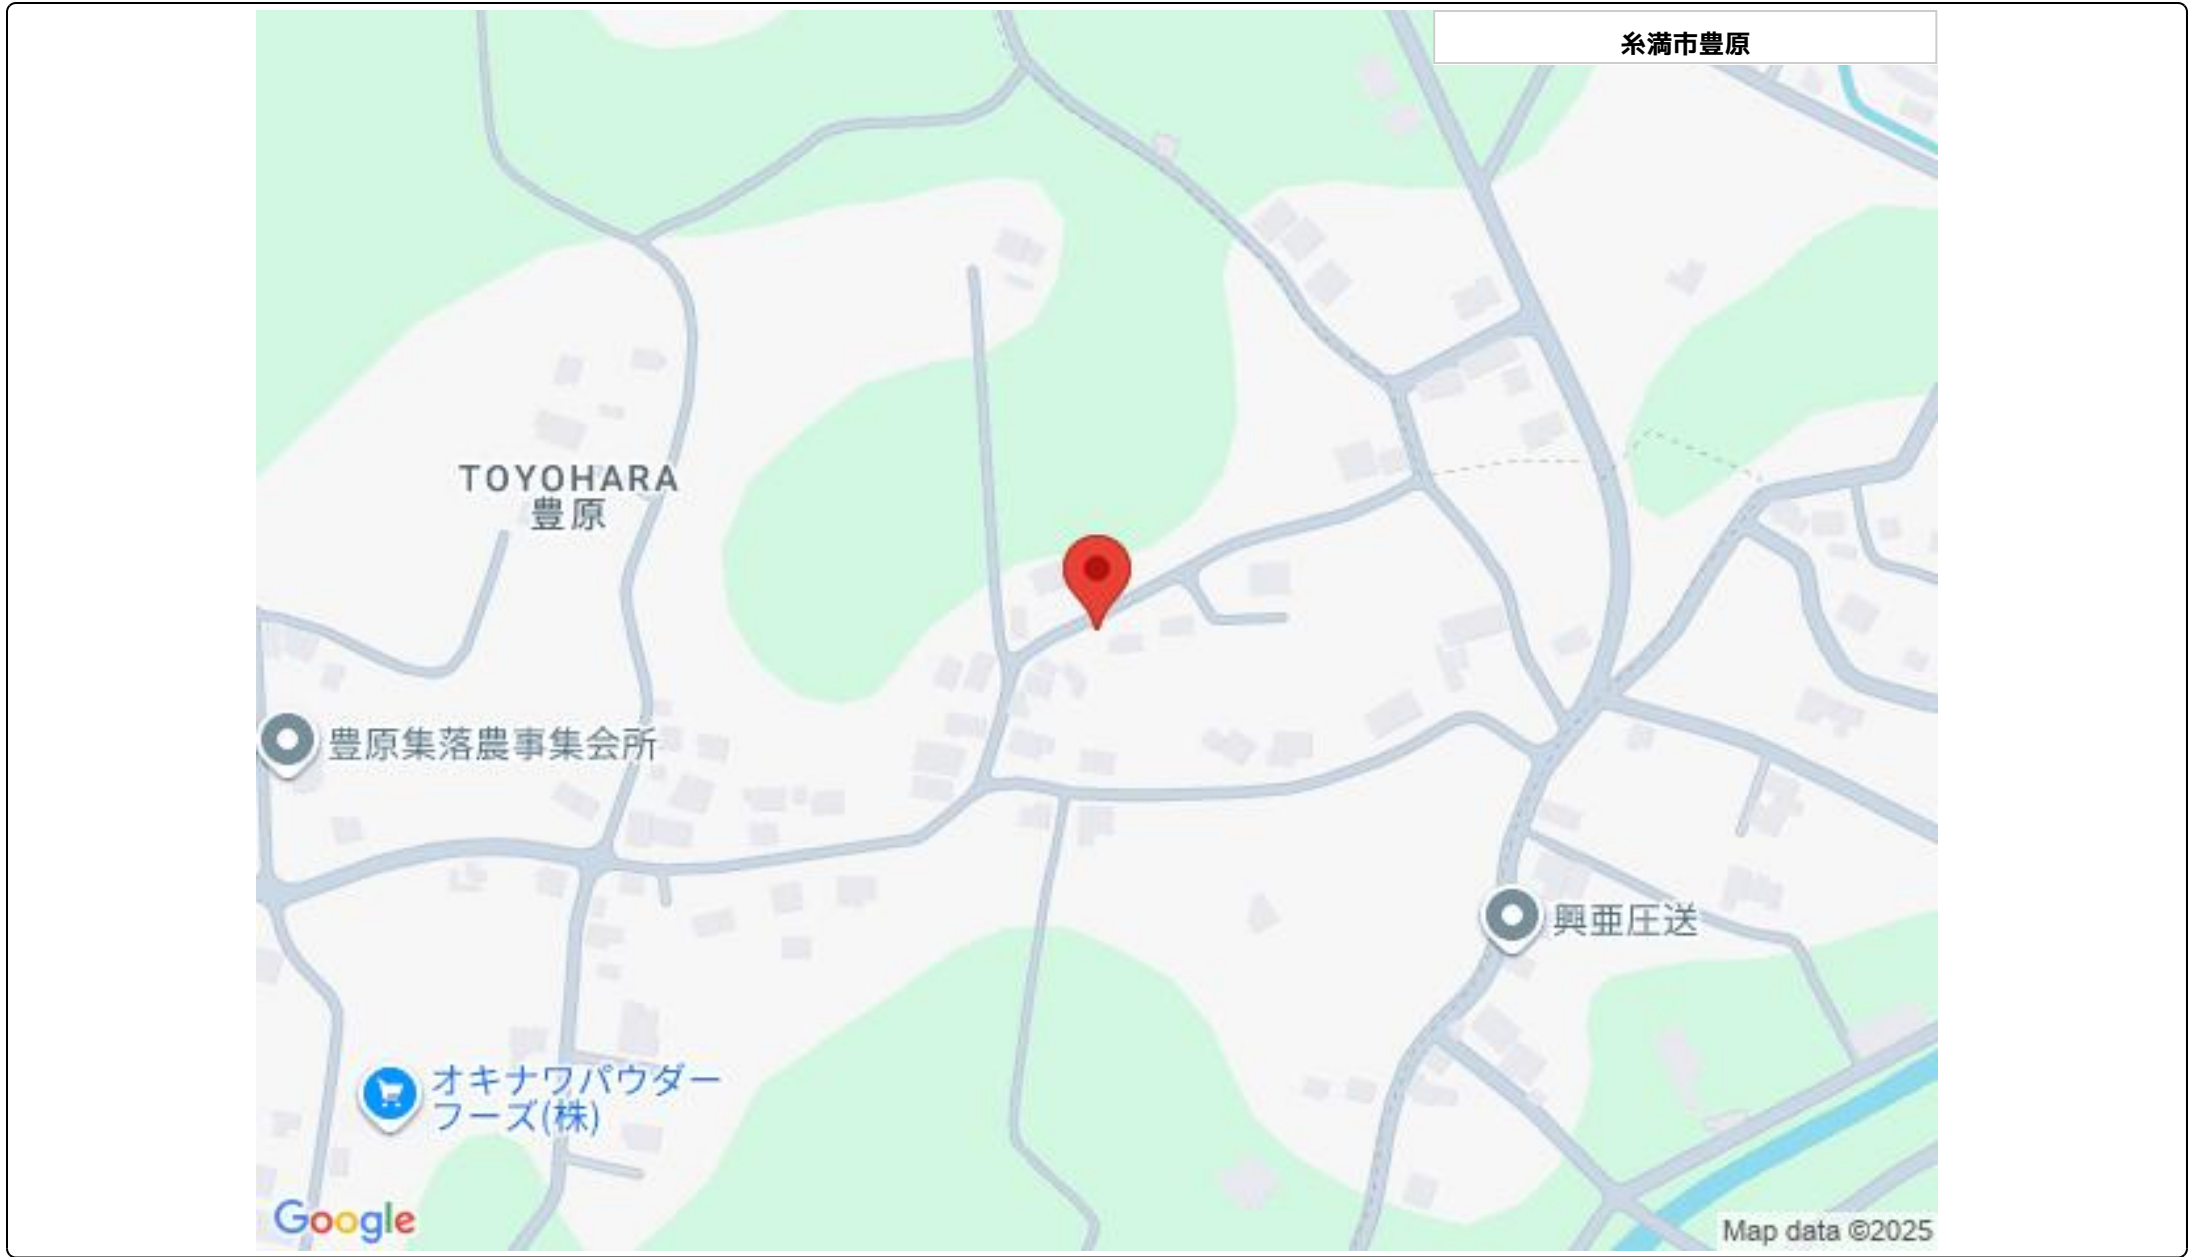 糸満市豊原
TOYOHARA
豊原
豊原集落農事集会所
興亜圧送
オキナワパウダー
フーズ(株)
Google
Map data ©2025